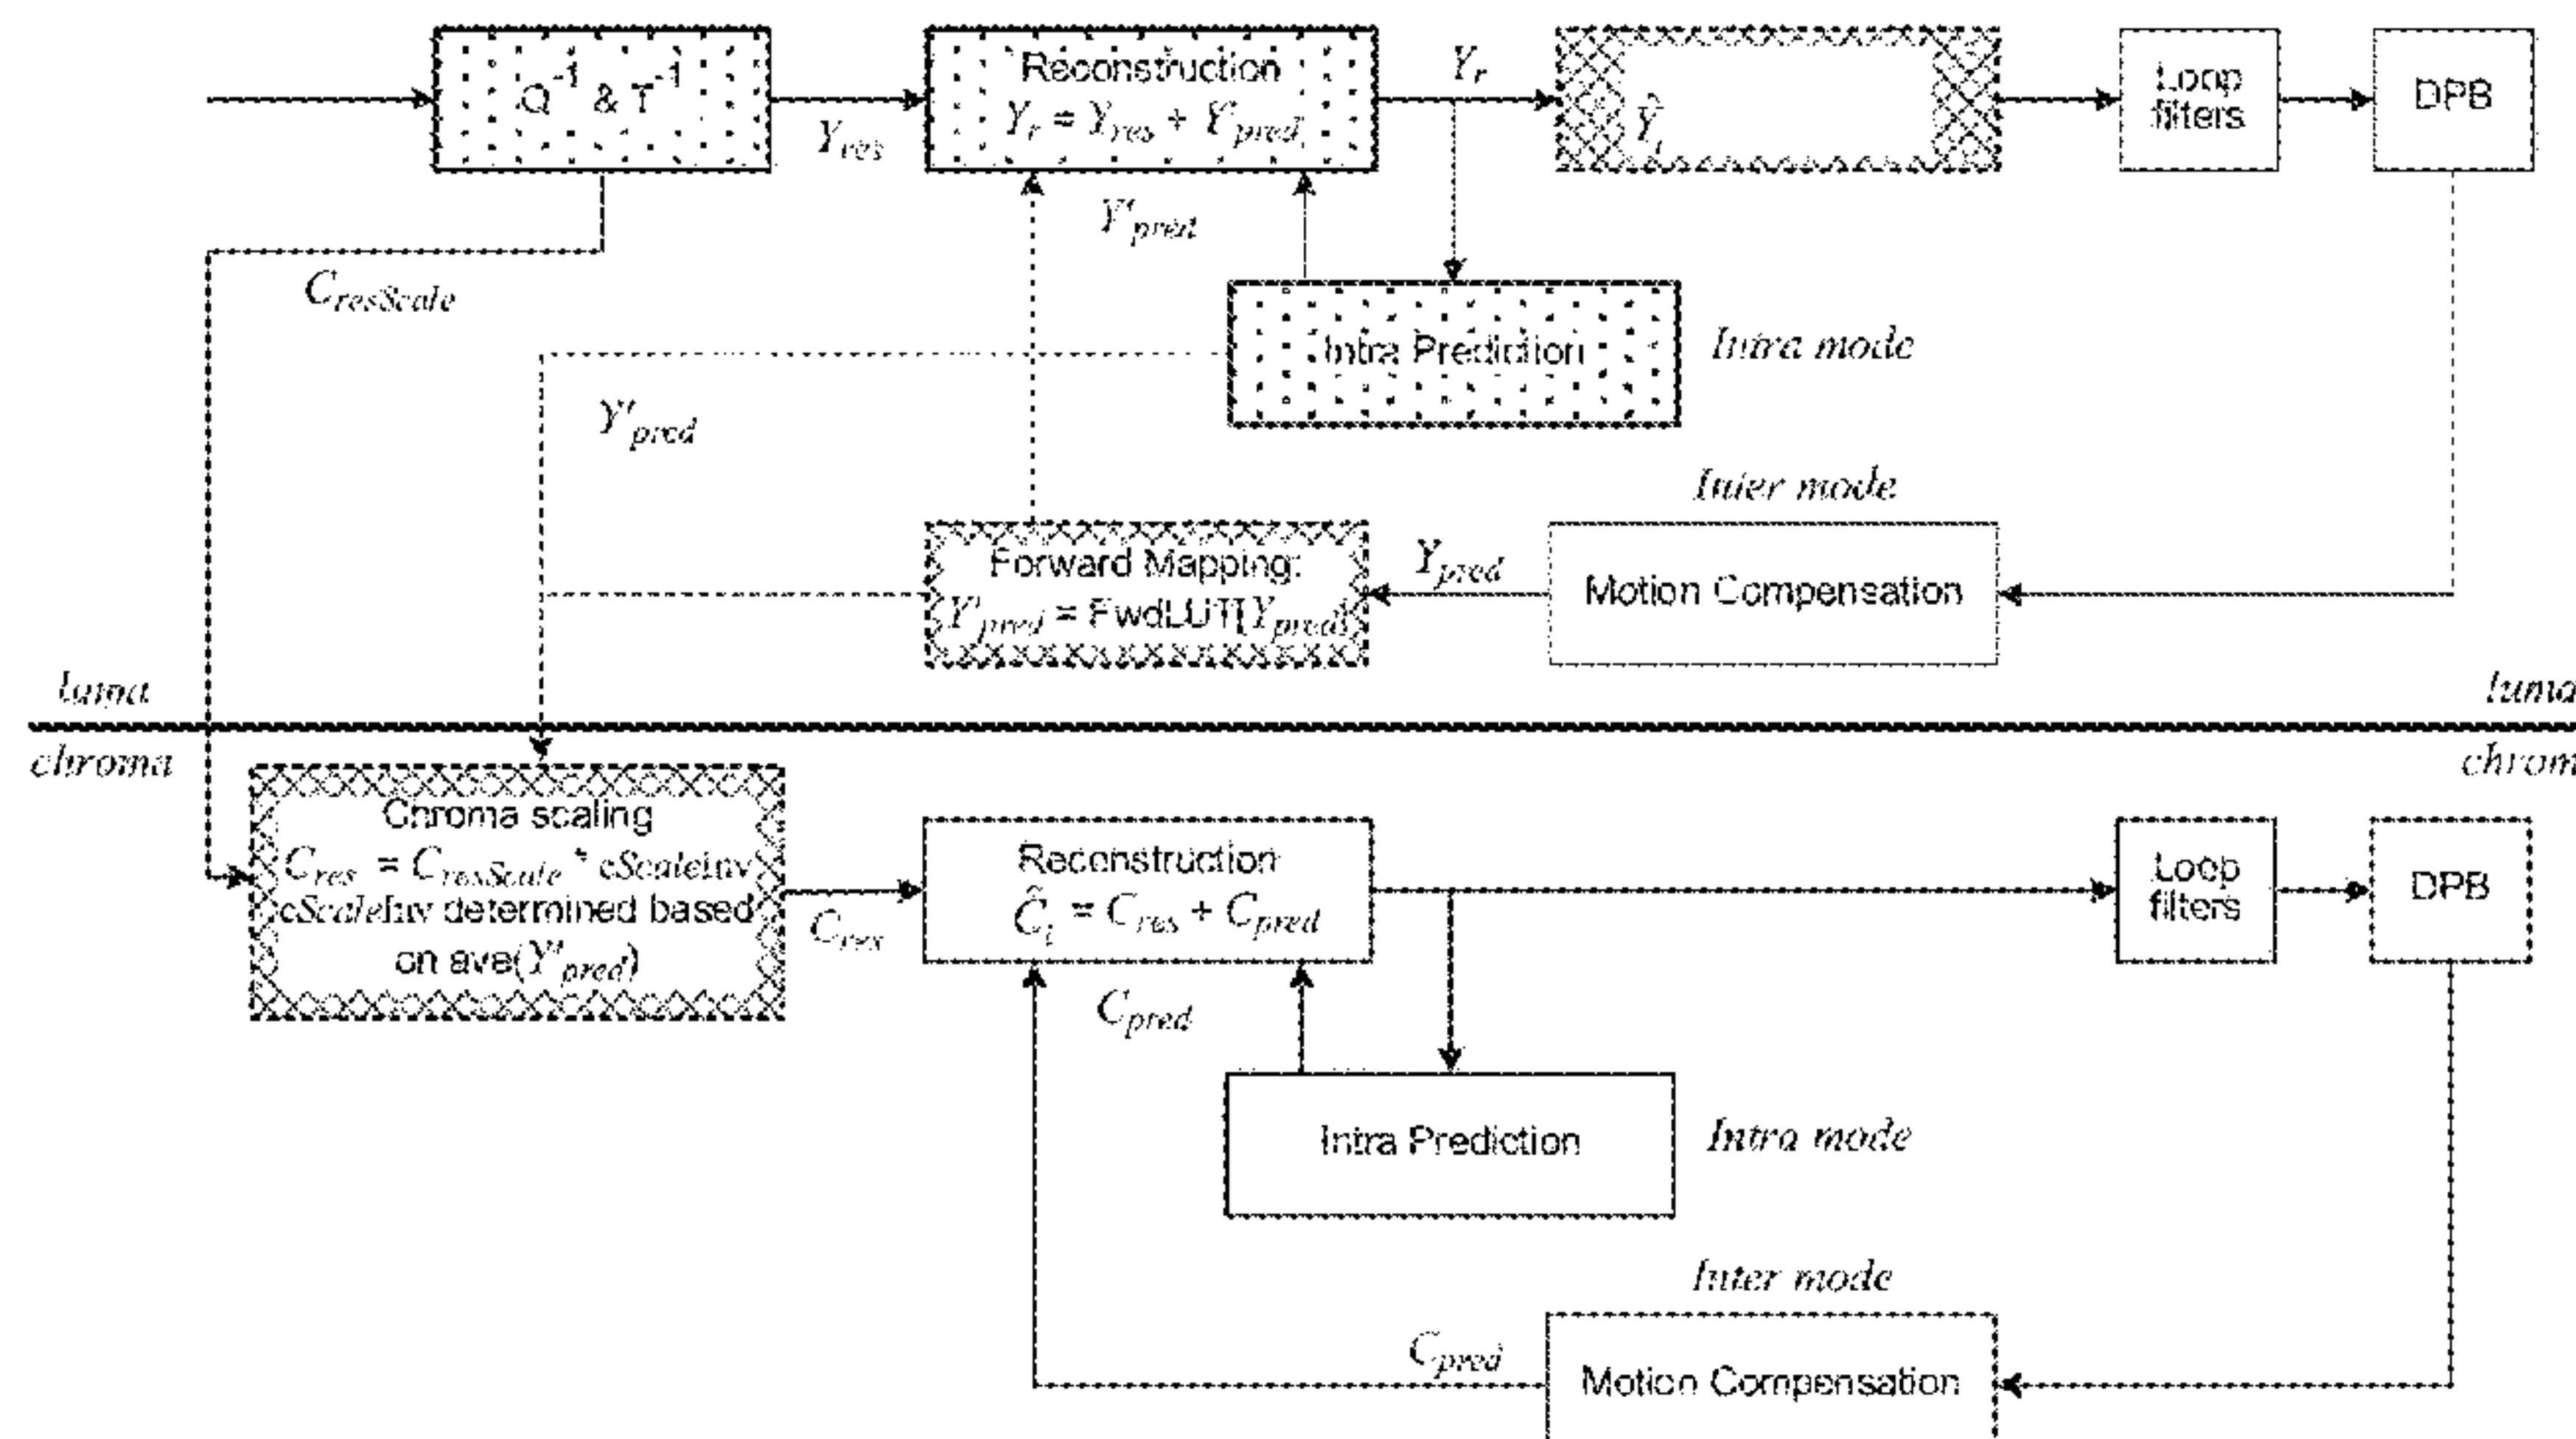 Q⁻¹ & T⁻¹
Yres
Reconstruction
Yr = Yres + Y'pred
Yr
Ŷi
Loop
filters
DPB
CresScale
Y'pred
Intra Prediction
Intra mode
Y'pred
Inter mode
Forward Mapping:
Y'pred = FwdLUT[Ypred]
Ypred
Motion Compensation
luma
luma
chroma
chrom
Chroma scaling
Cres = CresScale * cScaleInv
cScaleInv determined based
on ave(Y'pred)
Cres
Reconstruction
Ĉi = Cres + Cpred
Loop
filters
DPB
Cpred
Intra Prediction
Intra mode
Inter mode
Cpred
Motion Compensation